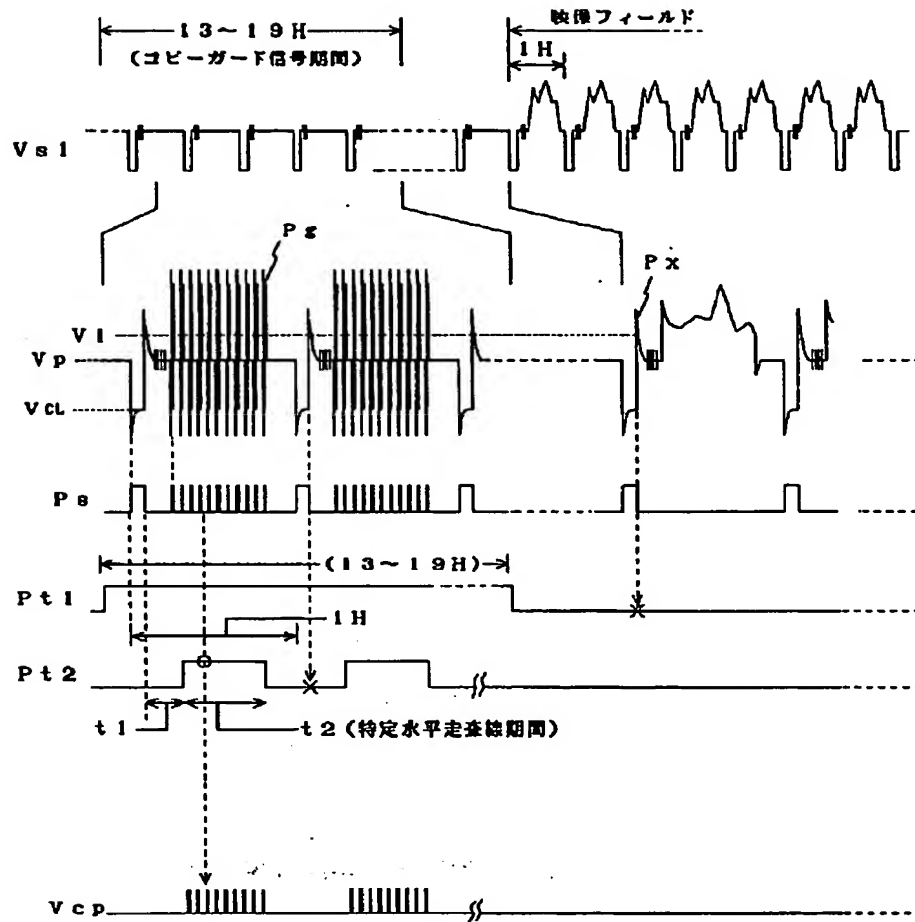 13~19H
(コピーガード信号期間)
映像フィールド
1H
Vs1
Pg
Px
V1
Vp
VCL
Ps
(13~19H)
Pt1
1H
Pt2
t1
t2(特定水平走査線期間)
Vcp